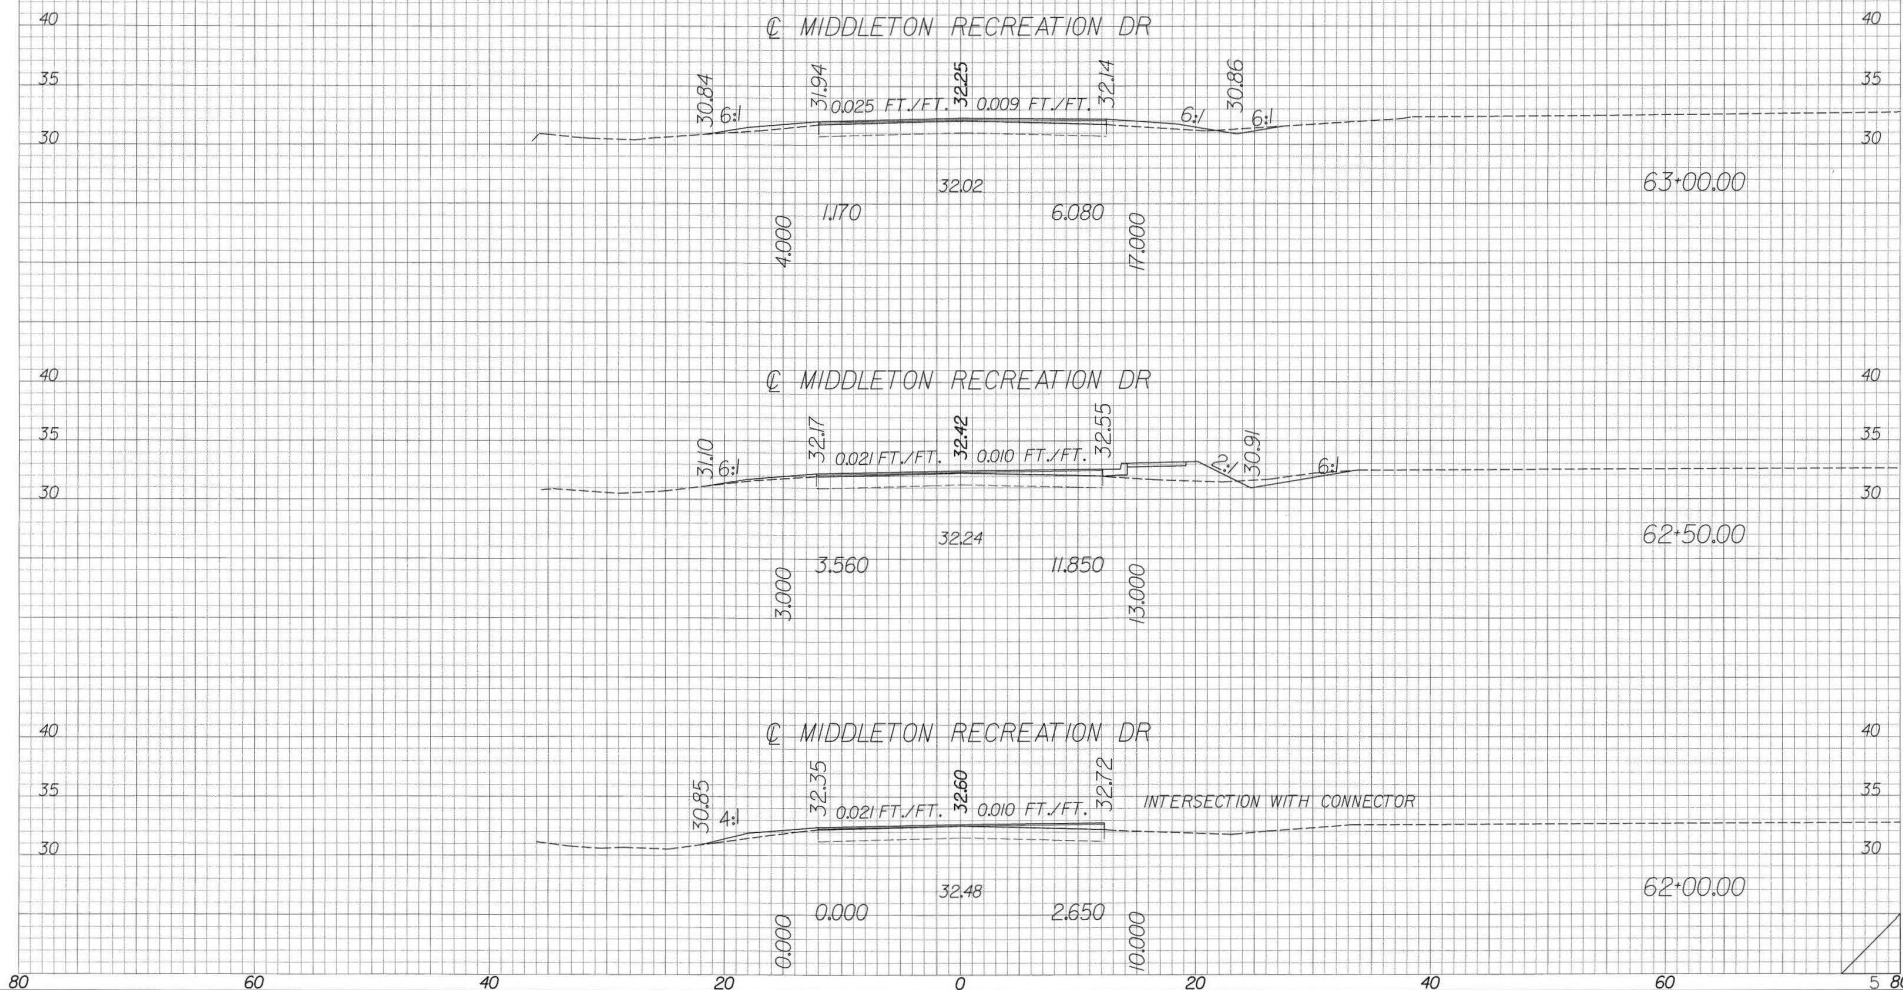 40 40
℄ MIDDLETON RECREATION DR
35 30.84 6:1 31.94 0.025 FT./FT. 32.25 0.009 FT./FT. 32.14 6:1 30.86 6:1 35
30 30
32.02
1.170 6.080
4.000 17.000
63+00.00
40 40
℄ MIDDLETON RECREATION DR
35 31.10 6:1 32.17 0.021 FT./FT. 32.42 0.010 FT./FT. 32.55 2:1 30.91 6:1 35
30 30
32.24
3.560 11.850
3.000 13.000
62+50.00
40 40
℄ MIDDLETON RECREATION DR
35 30.85 4:1 32.35 0.021 FT./FT. 32.60 0.010 FT./FT. 32.72 INTERSECTION WITH CONNECTOR 35
30 30
32.48
0.000 2.650
0.000 10.000
62+00.00
80 60 40 20 0 20 40 60 5